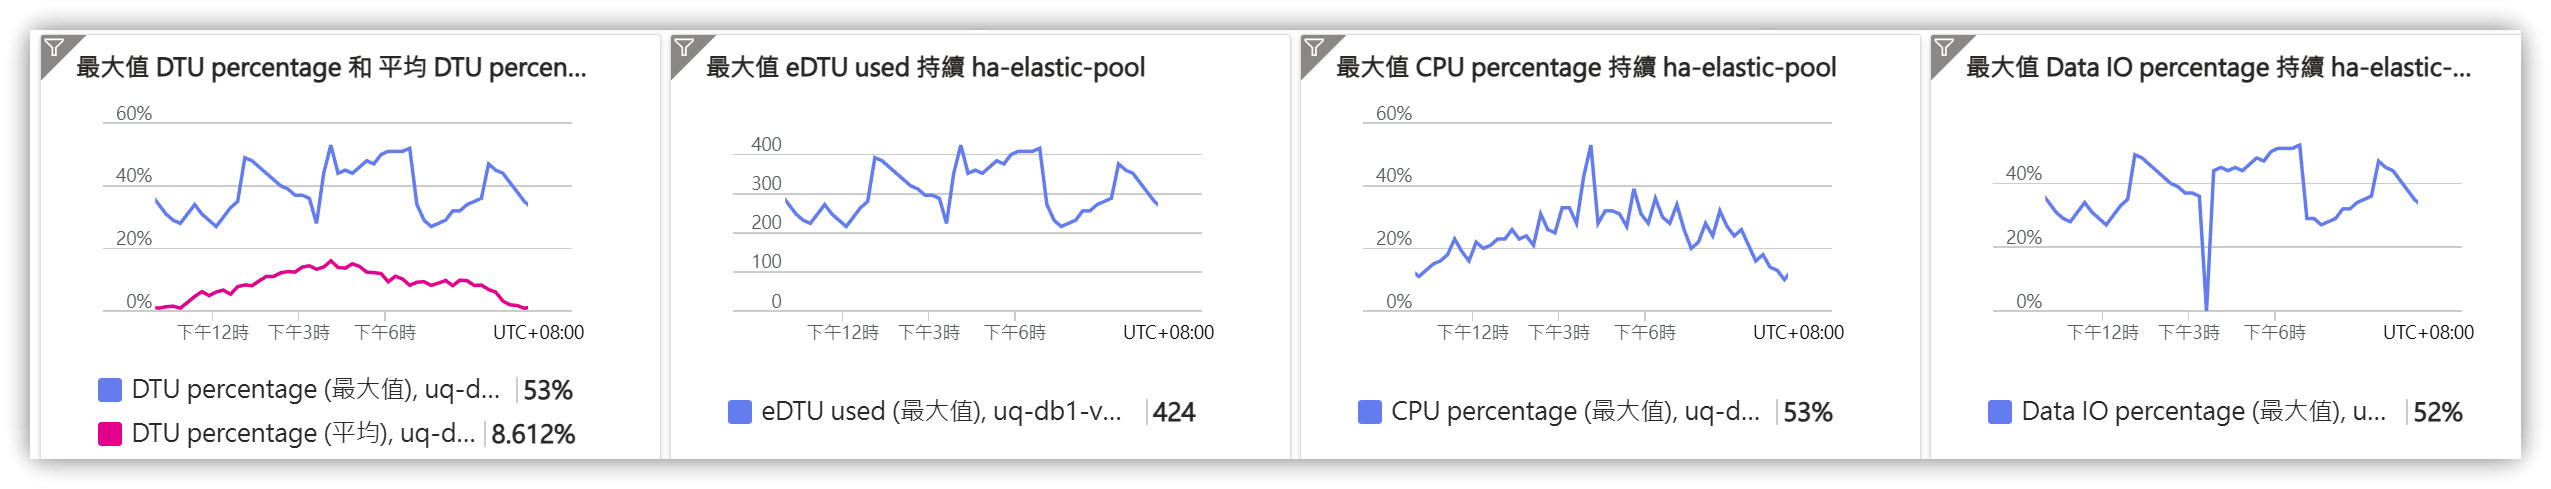 最大值 DTU percentage 和 平均 DTU percen...
60%
40%
20%
0%
下午12時 下午3時 下午6時 UTC+08:00
DTU percentage (最大值), uq-d... 53%
DTU percentage (平均), uq-d... 8.612%
最大值 eDTU used 持續 ha-elastic-pool
400
300
200
100
0
下午12時 下午3時 下午6時 UTC+08:00
eDTU used (最大值), uq-db1-v... 424
最大值 CPU percentage 持續 ha-elastic-pool
60%
40%
20%
0%
下午12時 下午3時 下午6時 UTC+08:00
CPU percentage (最大值), uq-d... 53%
最大值 Data IO percentage 持續 ha-elastic-...
40%
20%
0%
下午12時 下午3時 下午6時 UTC+08:00
Data IO percentage (最大值), u... 52%